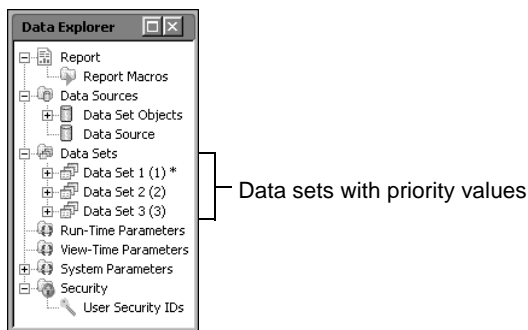 Data Explorer
Report
Report Macros
Data Sources
Data Set Objects
Data Source
Data Sets
Data Set 1 (1) *
Data Set 2 (2)
Data Set 3 (3)
Run-Time Parameters
View-Time Parameters
System Parameters
Security
User Security IDs
Data sets with priority values